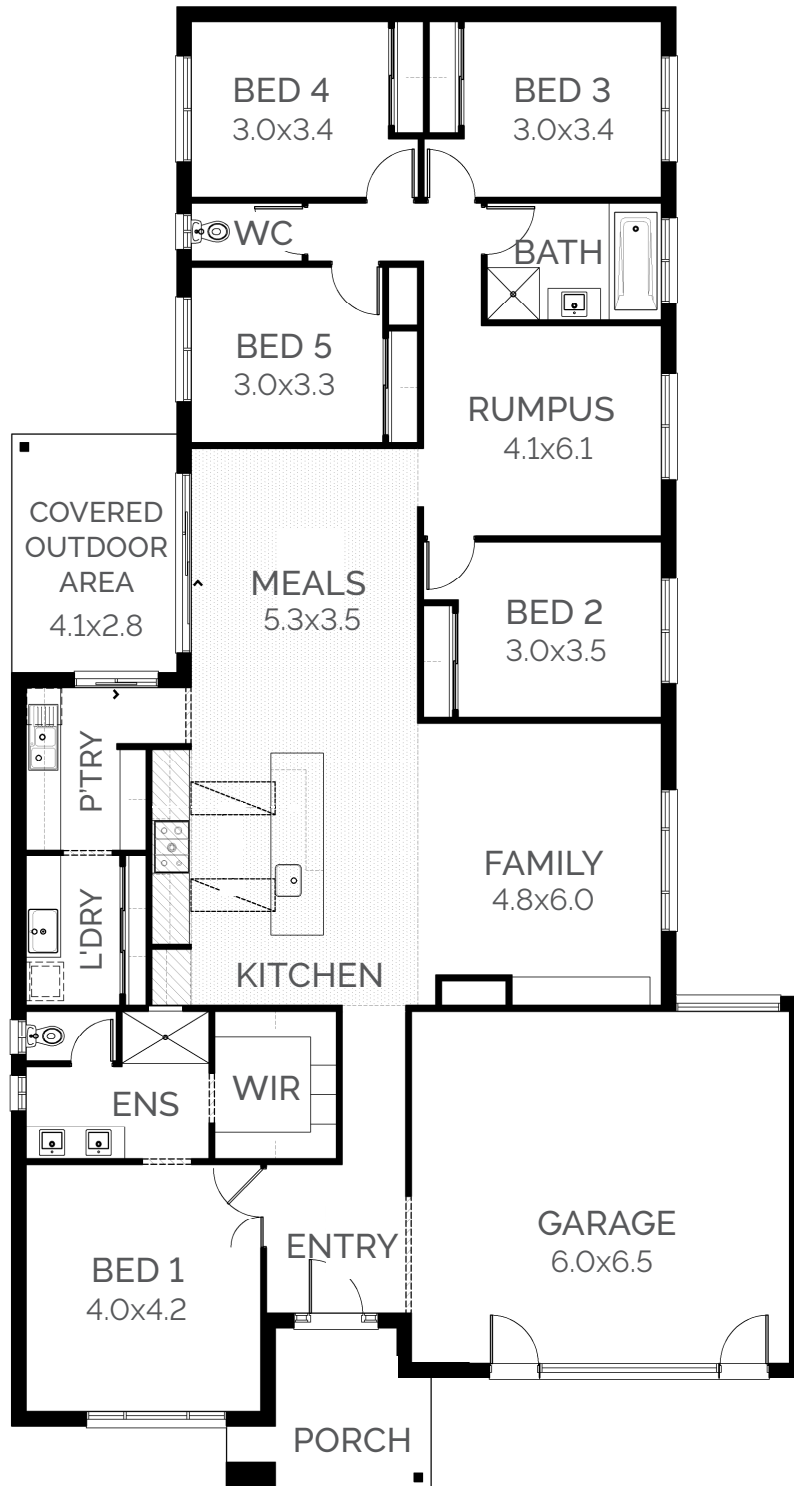 BED 4
3.0x3.4
BED 3
3.0x3.4
WC
BATH
BED 5
3.0x3.3
RUMPUS
4.1x6.1
COVERED
OUTDOOR
AREA
4.1x2.8
MEALS
5.3x3.5
BED 2
3.0x3.5
P'TRY
FAMILY
4.8x6.0
L'DRY
KITCHEN
WIR
ENS
GARAGE
6.0x6.5
ENTRY
BED 1
4.0x4.2
PORCH